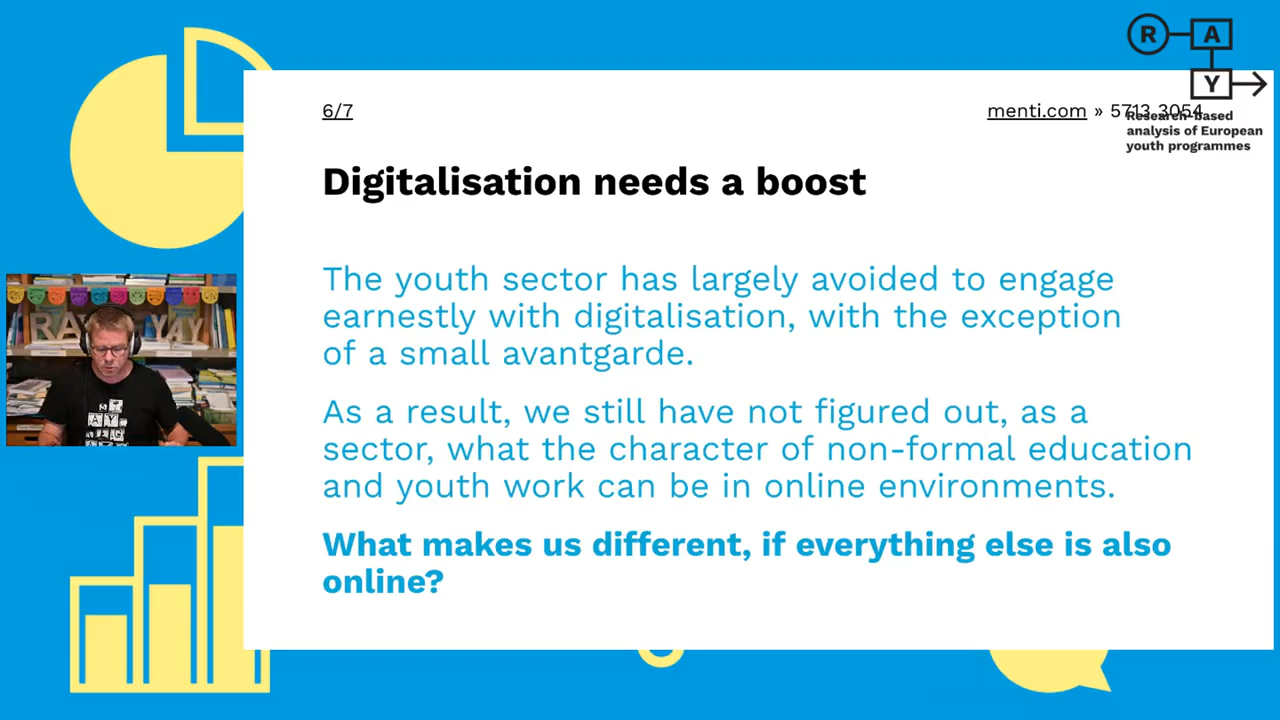 R A
Y
Research-based
analysis of European
youth programmes
6/7
menti.com » 5713 3054
Digitalisation needs a boost
The youth sector has largely avoided to engage
earnestly with digitalisation, with the exception
of a small avantgarde.
As a result, we still have not figured out, as a
sector, what the character of non-formal education
and youth work can be in online environments.
What makes us different, if everything else is also
online?
RAY YAY